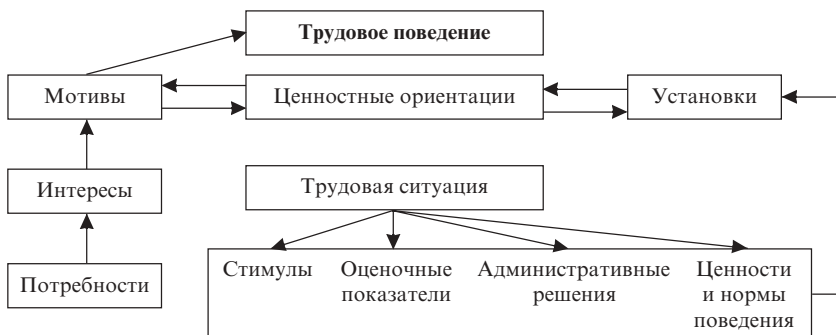 Трудовое поведение
Мотивы
Ценностные ориентации
Установки
Интересы
Трудовая ситуация
Потребности
Стимулы
Оценочные
показатели
Административные
решения
Ценности
и нормы
поведения